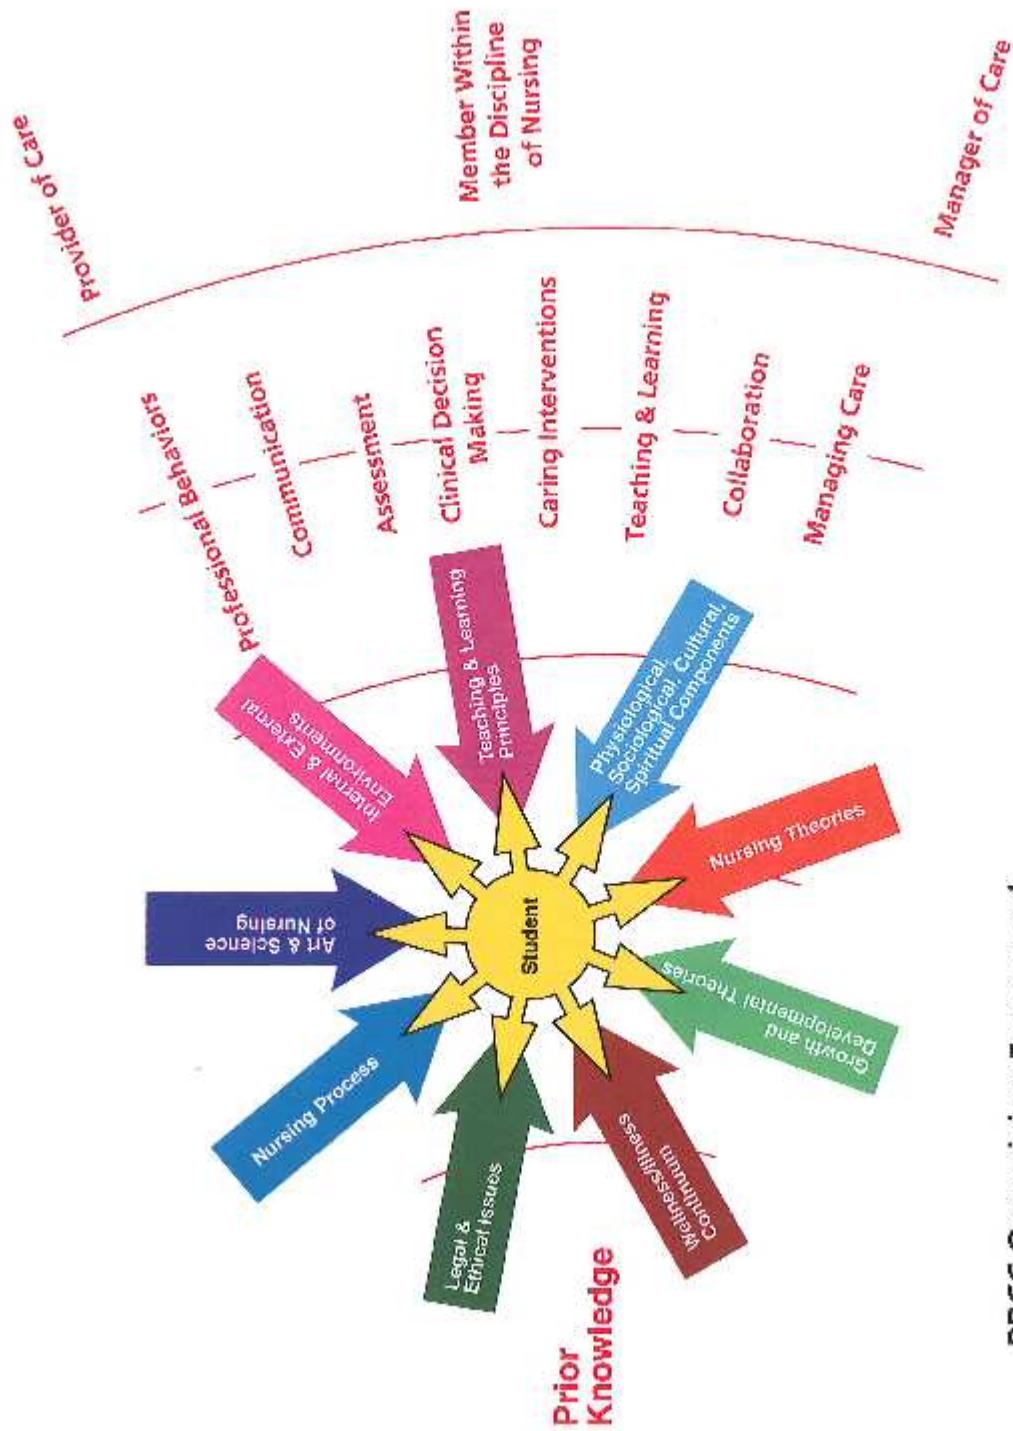 Provider of Care
Member Within
the Discipline
of Nursing
Manager of Care
Professional Behaviors
Communication
Assessment
Clinical Decision
Making
Caring Interventions
Teaching & Learning
Collaboration
Managing Care
Internal & External
Environments
Teaching & Learning
Principles
Physiological,
Sociological, Cultural,
Spiritual Components
Art & Science
of Nursing
Nursing Theories
Student
Nursing Process
Growth and
Developmental Theories
Legal &
Ethical Issues
Wellness/Illness
Continuum
Prior
Knowledge